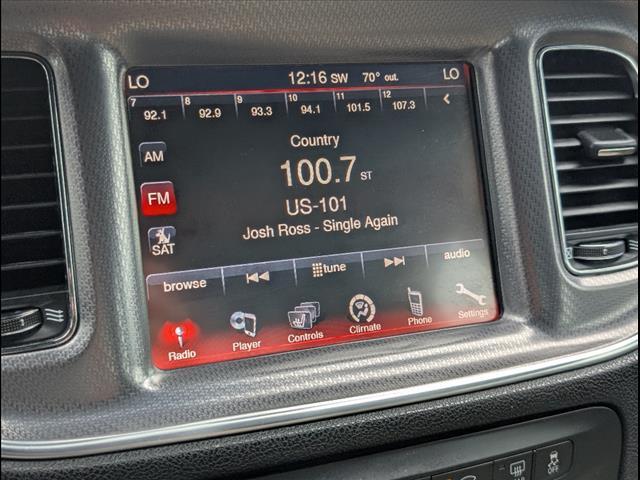 LO 12:16 SW 70° out. LO
7 8 9 10 11 12
92.1 92.9 93.3 94.1 101.5 107.3
Country
AM
100.7 ST
FM
US-101
SAT
Josh Ross - Single Again
browse tune audio
Radio Player Controls Climate Phone Settings
OFF